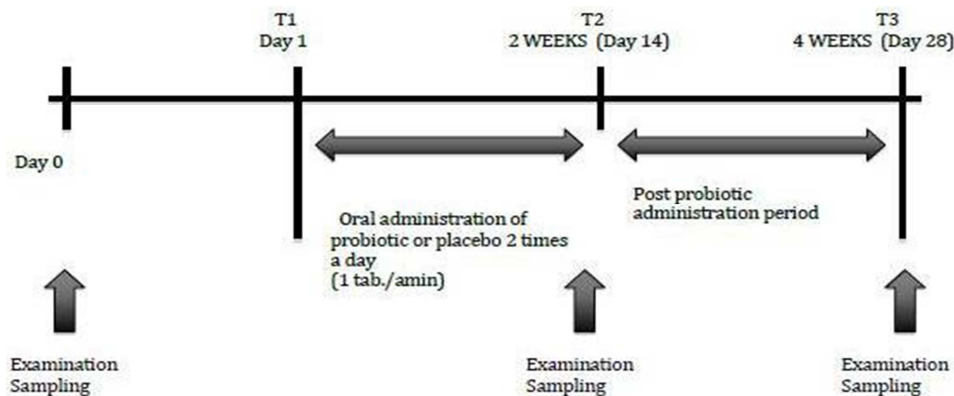 T1
Day 1
T2
2 WEEKS (Day 14)
T3
4 WEEKS (Day 28)
Day 0
Oral administration of
probiotic or placebo 2 times
a day
(1 tab./amin)
Post probiotic
administration period
Examination
Sampling
Examination
Sampling
Examination
Sampling